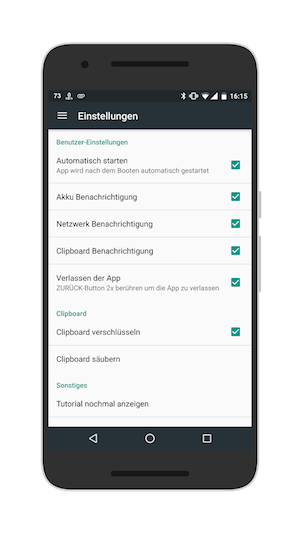 73 16:15
Einstellungen
Benutzer-Einstellungen
Automatisch starten
App wird nach dem Booten automatisch gestartet
Akku Benachrichtigung
Netzwerk Benachrichtigung
Clipboard Benachrichtigung
Verlassen der App
ZURÜCK-Button 2x berühren um die App zu verlassen
Clipboard
Clipboard verschlüsseln
Clipboard säubern
Sonstiges
Tutorial nochmal anzeigen